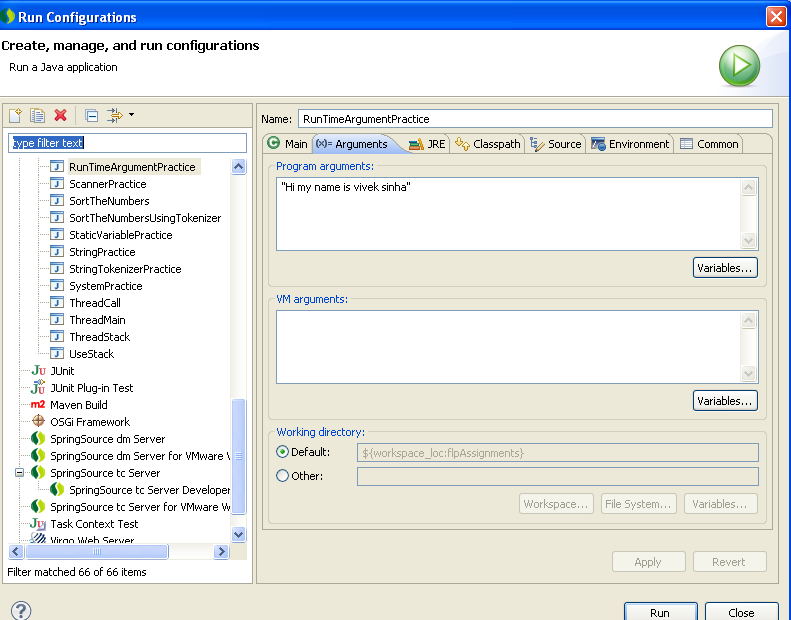 Run Configurations
Create, manage, and run configurations
Run a Java application
type filter text
RunTimeArgumentPractice
ScannerPractice
SortTheNumbers
SortTheNumbersUsingTokenizer
StaticVariablePractice
StringPractice
StringTokenizerPractice
SystemPractice
ThreadCall
ThreadMain
ThreadStack
UseStack
Ju JUnit
Ju JUnit Plug-in Test
m2 Maven Build
OSGi Framework
SpringSource dm Server
SpringSource dm Server for VMware V
SpringSource tc Server
SpringSource tc Server Developer
SpringSource tc Server for VMware W
Ju Task Context Test
Virgo Web Server
Filter matched 66 of 66 items
Name: RunTimeArgumentPractice
Main (x)= Arguments JRE Classpath Source Environment Common
Program arguments:
"Hi my name is vivek sinha"
Variables...
VM arguments:
Variables...
Working directory:
Default: ${workspace_loc:flpAssignments}
Other:
Workspace... File System... Variables...
Apply Revert
Run Close